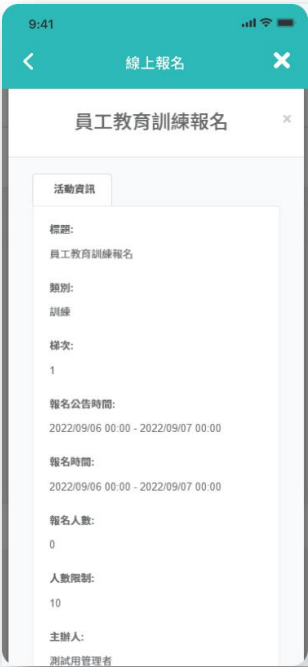 9:41
線上報名
員工教育訓練報名
活動資訊
標題:
員工教育訓練報名
類別:
訓練
梯次:
1
報名公告時間:
2022/09/06 00:00 - 2022/09/07 00:00
報名時間:
2022/09/06 00:00 - 2022/09/07 00:00
報名人數:
0
人數限制:
10
主辦人:
測試用管理者